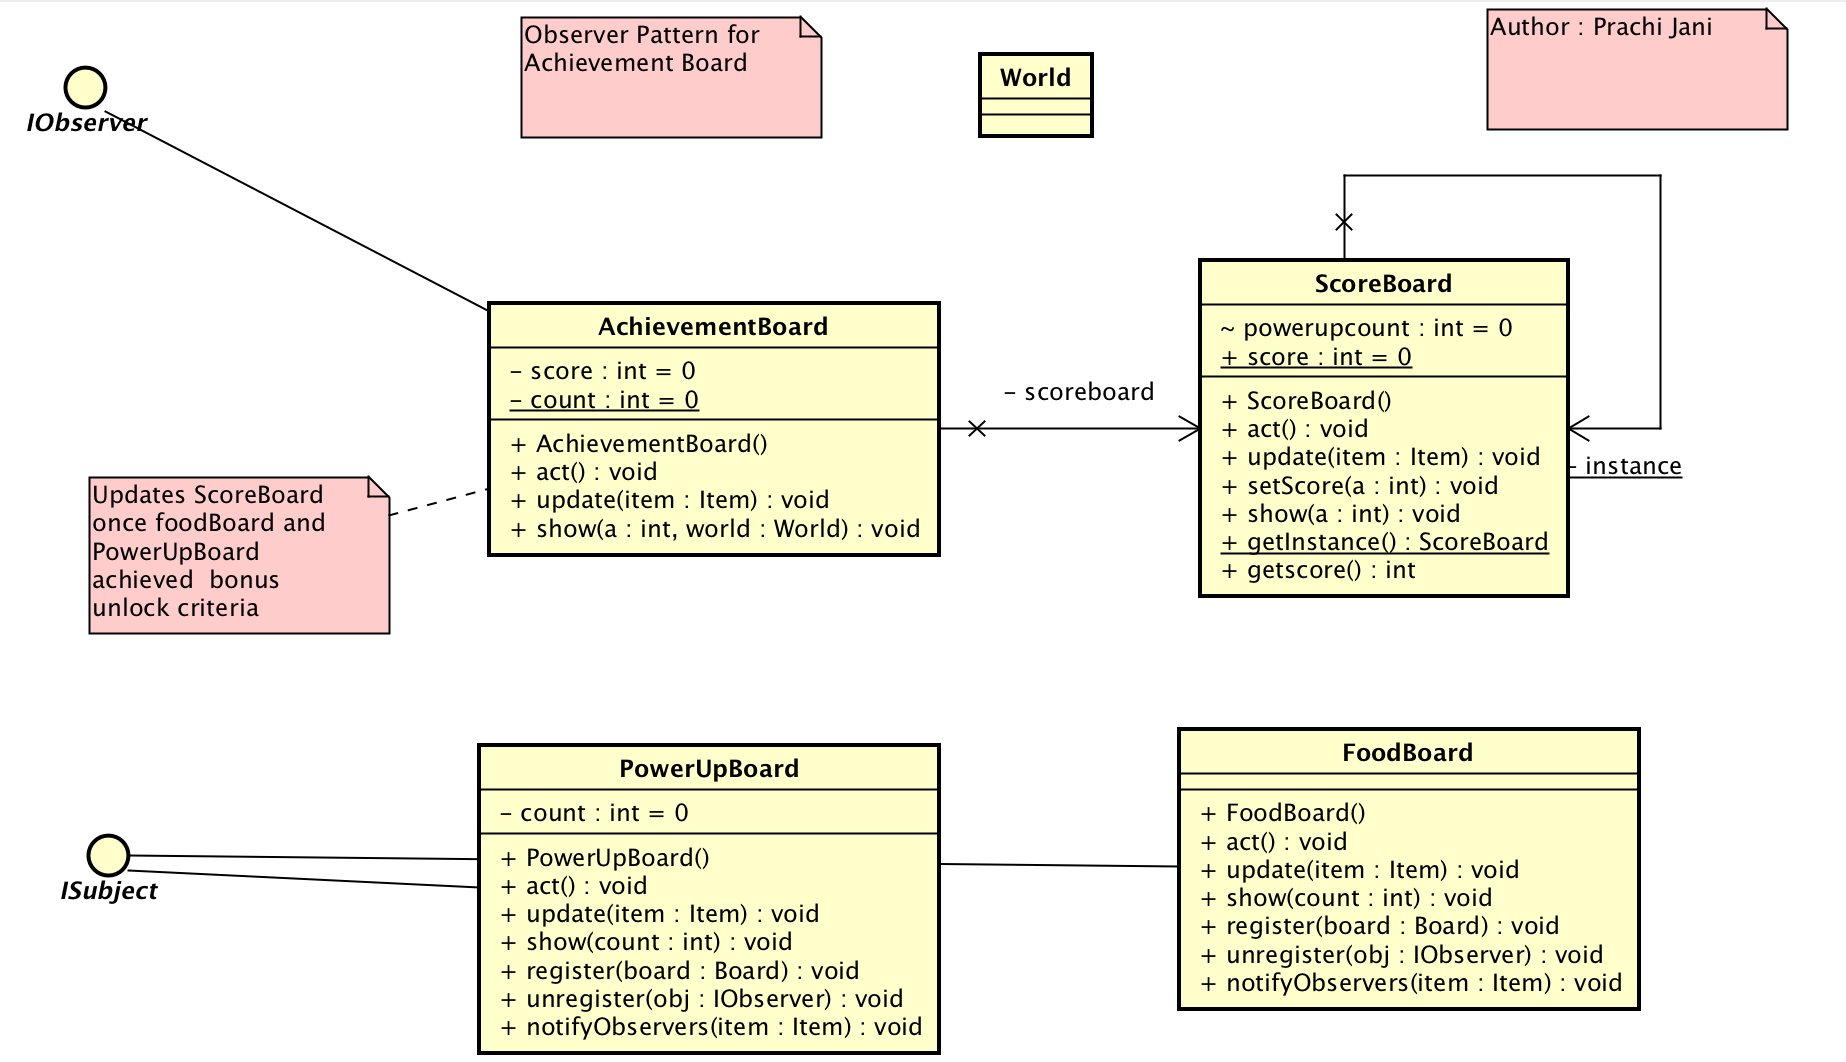 Observer Pattern for
Achievement Board
World
Author : Prachi Jani
IObserver
AchievementBoard
– score : int = 0
– count : int = 0
+ AchievementBoard()
+ act() : void
+ update(item : Item) : void
+ show(a : int, world : World) : void
– scoreboard
ScoreBoard
~ powerupcount : int = 0
+ score : int = 0
+ ScoreBoard()
+ act() : void
+ update(item : Item) : void
+ setScore(a : int) : void
+ show(a : int) : void
+ getInstance() : ScoreBoard
+ getscore() : int
– instance
Updates ScoreBoard
once foodBoard and
PowerUpBoard
achieved  bonus
unlock criteria
ISubject
PowerUpBoard
– count : int = 0
+ PowerUpBoard()
+ act() : void
+ update(item : Item) : void
+ show(count : int) : void
+ register(board : Board) : void
+ unregister(obj : IObserver) : void
+ notifyObservers(item : Item) : void
FoodBoard
+ FoodBoard()
+ act() : void
+ update(item : Item) : void
+ show(count : int) : void
+ register(board : Board) : void
+ unregister(obj : IObserver) : void
+ notifyObservers(item : Item) : void